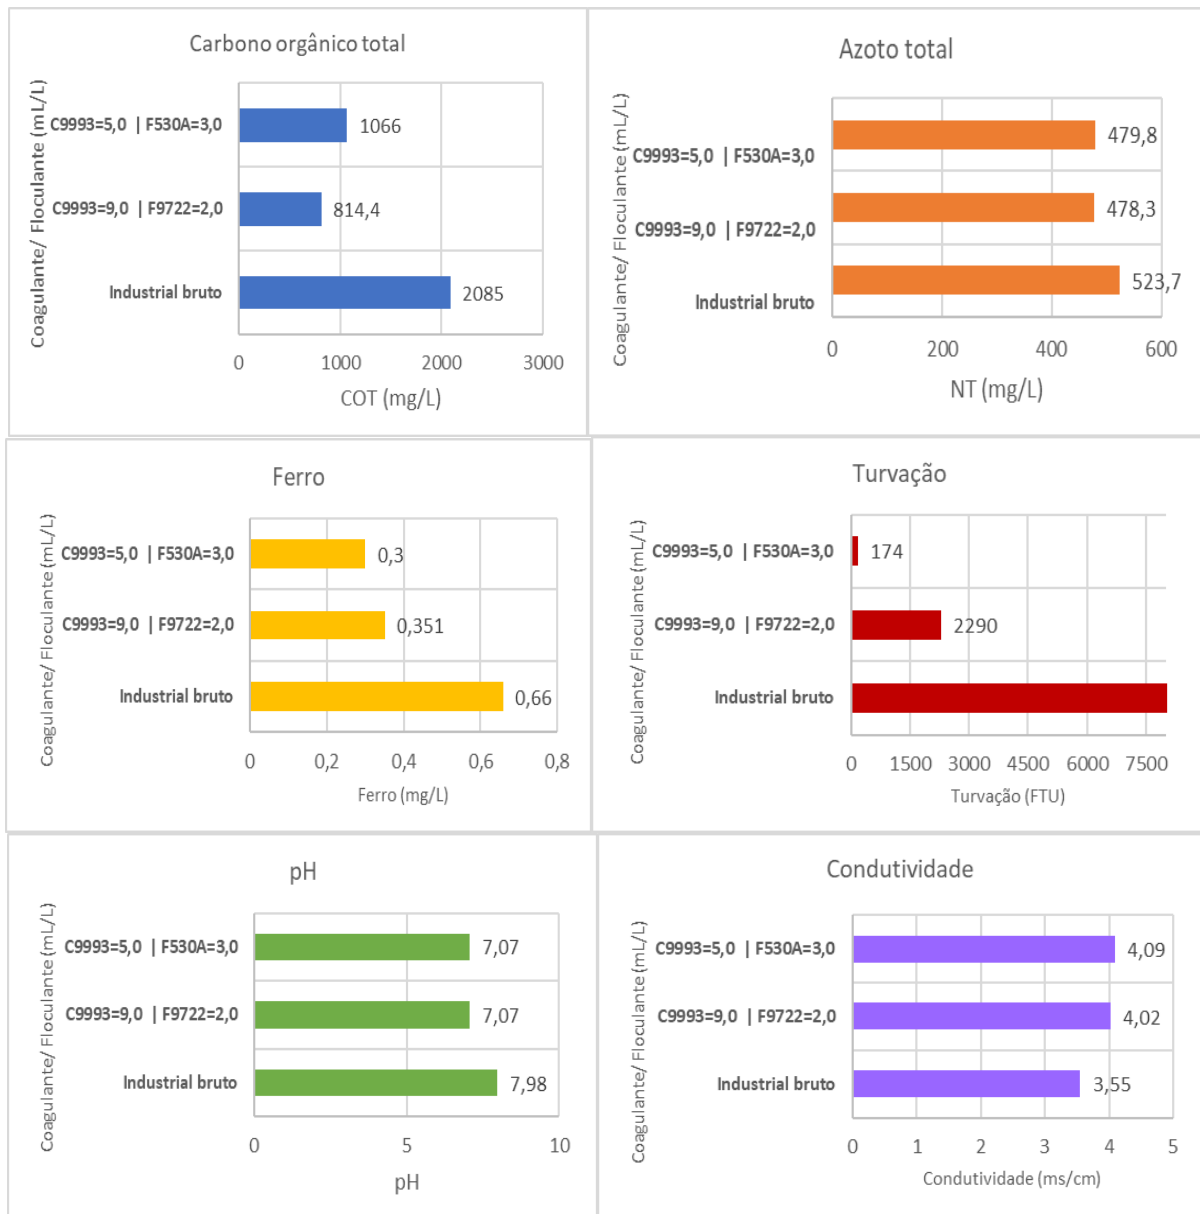 Carbono orgânico total
Coagulante/ Floculante (mL/L)
C9993=5,0 | F530A=3,0
1066
C9993=9,0 | F9722=2,0
814,4
Industrial bruto
2085
0 1000 2000 3000
COT (mg/L)
Azoto total
Coagulante/ Floculante (mL/L)
C9993=5,0 | F530A=3,0
479,8
C9993=9,0 | F9722=2,0
478,3
Industrial bruto
523,7
0 200 400 600
NT (mg/L)
Ferro
Coagulante/ Floculante (mL/L)
C9993=5,0 | F530A=3,0
0,3
C9993=9,0 | F9722=2,0
0,351
Industrial bruto
0,66
0 0,2 0,4 0,6 0,8
Ferro (mg/L)
Turvação
Coagulante/ Floculante (mL/L)
C9993=5,0 | F530A=3,0
174
C9993=9,0 | F9722=2,0
2290
Industrial bruto
0 1500 3000 4500 6000 7500
Turvação (FTU)
pH
Coagulante/ Floculante (mL/L)
C9993=5,0 | F530A=3,0
7,07
C9993=9,0 | F9722=2,0
7,07
Industrial bruto
7,98
0 5 10
pH
Condutividade
Coagulante/ Floculante (mL/L)
C9993=5,0 | F530A=3,0
4,09
C9993=9,0 | F9722=2,0
4,02
Industrial bruto
3,55
0 1 2 3 4 5
Condutividade (ms/cm)